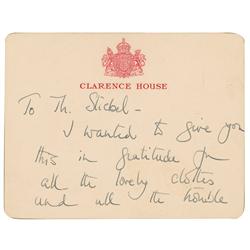 CLARENCE HOUSE
To Th. Stickel -
I wanted to give you
this in gratitude for
all the lovely clothes
and all the trouble